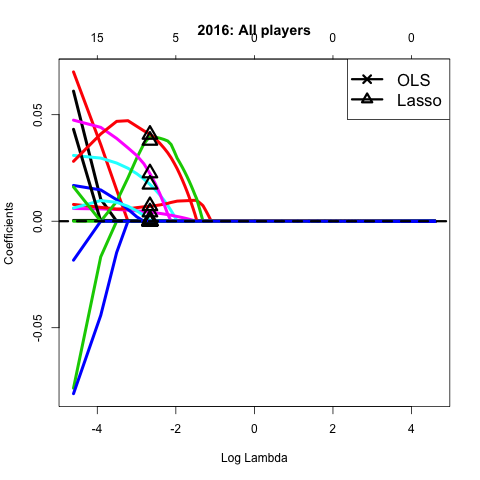 2016: All players
15 7 5 0 0 0
OLS
Lasso
Coefficients
0.05
0.00
-0.05
-4 -2 0 2 4
Log Lambda